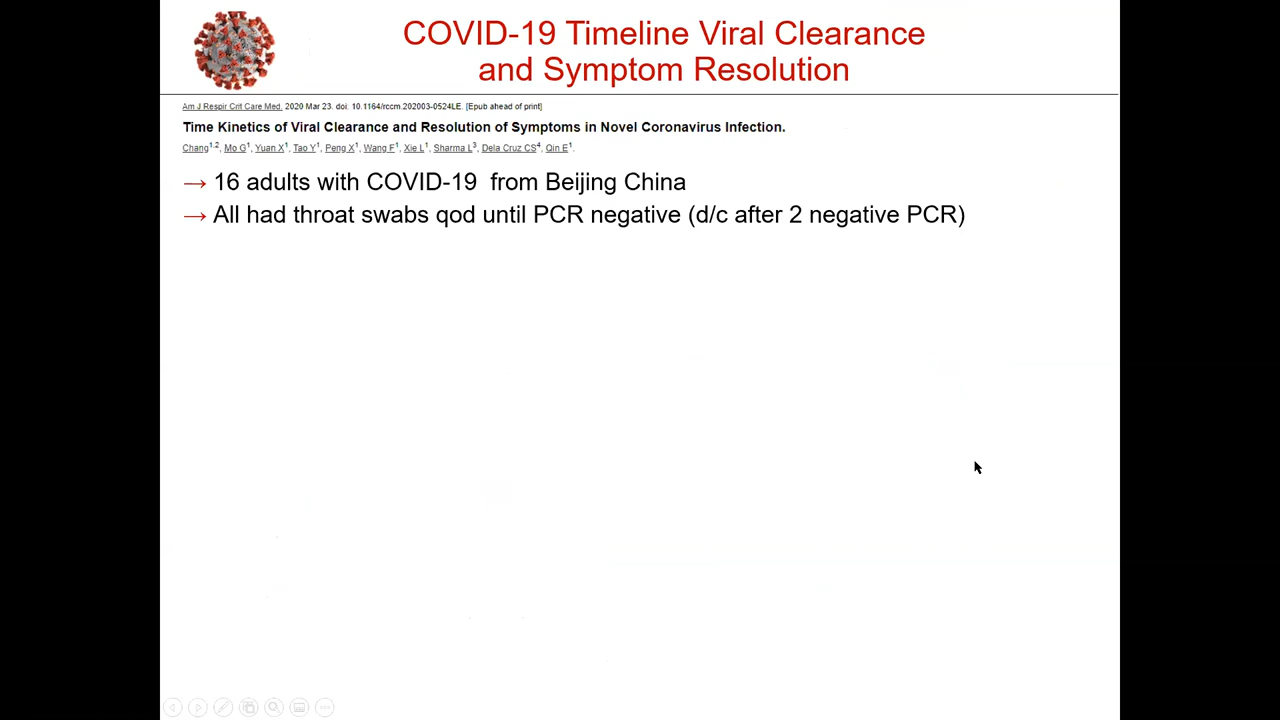 COVID-19 Timeline Viral Clearance
and Symptom Resolution
Am J Respir Crit Care Med. 2020 Mar 23. doi: 10.1164/rccm.202003-0524LE. [Epub ahead of print]
Time Kinetics of Viral Clearance and Resolution of Symptoms in Novel Coronavirus Infection.
Chang1,2, Mo G1, Yuan X1, Tao Y1, Peng X1, Wang F1, Xie L1, Sharma L3, Dela Cruz CS4, Qin E1.
→ 16 adults with COVID-19 from Beijing China
→ All had throat swabs qod until PCR negative (d/c after 2 negative PCR)